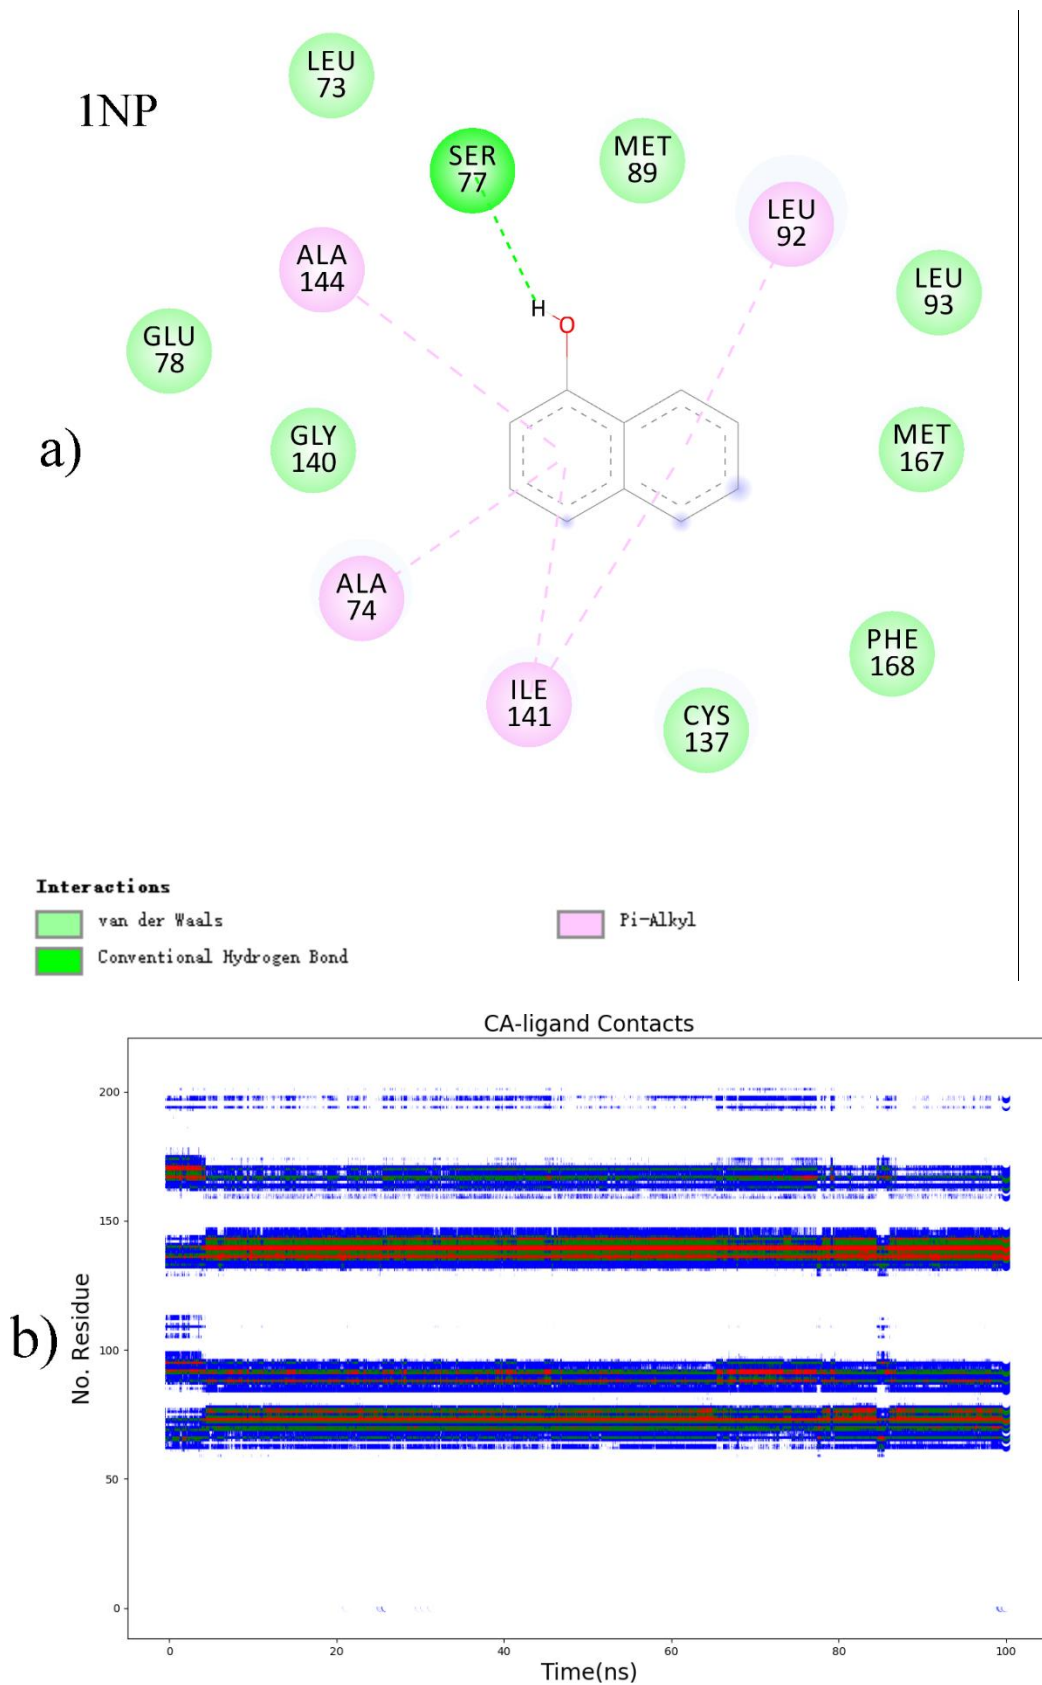 1NP
LEU
73
SER
77
MET
89
LEU
92
ALA
144
LEU
93
GLU
78
H
O
a)
GLY
140
MET
167
ALA
74
PHE
168
ILE
141
CYS
137
Interactions
van der Waals
Pi-Alkyl
Conventional Hydrogen Bond
CA-ligand Contacts
b)
No. Residue
200
150
100
50
0
0 20 40 60 80 100
Time(ns)